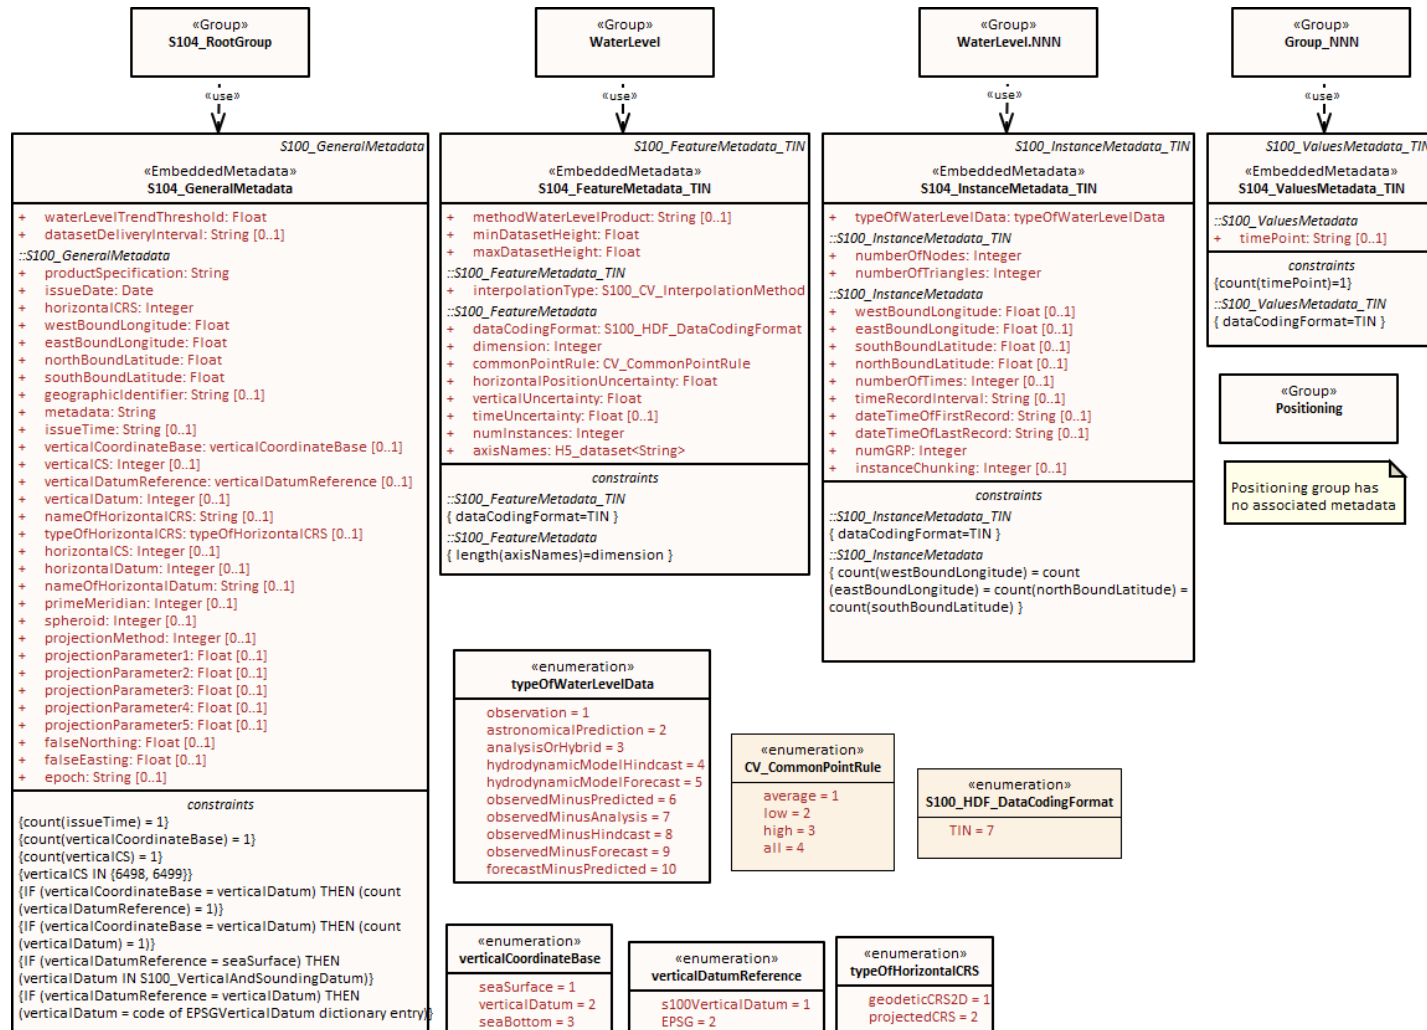 «Group»
S104_RootGroup
«use»
S100_GeneralMetadata
«EmbeddedMetadata»
S104_GeneralMetadata
+ waterLevelTrendThreshold: Float
+ datasetDeliveryInterval: String [0..1]
::S100_GeneralMetadata
+ productSpecification: String
+ issueDate: Date
+ horizontalCRS: Integer
+ westBoundLongitude: Float
+ eastBoundLongitude: Float
+ northBoundLatitude: Float
+ southBoundLatitude: Float
+ geographicIdentifier: String [0..1]
+ metadata: String
+ issueTime: String [0..1]
+ verticalCoordinateBase: verticalCoordinateBase [0..1]
+ verticalCS: Integer [0..1]
+ verticalDatumReference: verticalDatumReference [0..1]
+ verticalDatum: Integer [0..1]
+ nameOfHorizontalCRS: String [0..1]
+ typeOfHorizontalCRS: typeOfHorizontalCRS [0..1]
+ horizontalCS: Integer [0..1]
+ horizontalDatum: Integer [0..1]
+ nameOfHorizontalDatum: String [0..1]
+ primeMeridian: Integer [0..1]
+ spheroid: Integer [0..1]
+ projectionMethod: Integer [0..1]
+ projectionParameter1: Float [0..1]
+ projectionParameter2: Float [0..1]
+ projectionParameter3: Float [0..1]
+ projectionParameter4: Float [0..1]
+ projectionParameter5: Float [0..1]
+ falseNorthing: Float [0..1]
+ falseEasting: Float [0..1]
+ epoch: String [0..1]
constraints
{count(issueTime) = 1}
{count(verticalCoordinateBase) = 1}
{count(verticalCS) = 1}
{verticalCS IN {6498, 6499}}
{IF (verticalCoordinateBase = verticalDatum) THEN (count
(verticalDatumReference) = 1)}
{IF (verticalCoordinateBase = verticalDatum) THEN (count
(verticalDatum) = 1)}
{IF (verticalDatumReference = seaSurface) THEN
(verticalDatum IN S100_VerticalAndSoundingDatum)}
{IF (verticalDatumReference = verticalDatum) THEN
(verticalDatum = code of EPSGVerticalDatum dictionary entry)}
«Group»
WaterLevel
«use»
S100_FeatureMetadata_TIN
«EmbeddedMetadata»
S104_FeatureMetadata_TIN
+ methodWaterLevelProduct: String [0..1]
+ minDatasetHeight: Float
+ maxDatasetHeight: Float
::S100_FeatureMetadata_TIN
+ interpolationType: S100_CV_InterpolationMethod
::S100_FeatureMetadata
+ dataCodingFormat: S100_HDF_DataCodingFormat
+ dimension: Integer
+ commonPointRule: CV_CommonPointRule
+ horizontalPositionUncertainty: Float
+ verticalUncertainty: Float
+ timeUncertainty: Float [0..1]
+ numInstances: Integer
+ axisNames: H5_dataset<String>
constraints
::S100_FeatureMetadata_TIN
{ dataCodingFormat=TIN }
::S100_FeatureMetadata
{ length(axisNames)=dimension }
«Group»
WaterLevel.NNN
«use»
S100_InstanceMetadata_TIN
«EmbeddedMetadata»
S104_InstanceMetadata_TIN
+ typeOfWaterLevelData: typeOfWaterLevelData
::S100_InstanceMetadata_TIN
+ numberOfNodes: Integer
+ numberOfTriangles: Integer
::S100_InstanceMetadata
+ westBoundLongitude: Float [0..1]
+ eastBoundLongitude: Float [0..1]
+ southBoundLatitude: Float [0..1]
+ northBoundLatitude: Float [0..1]
+ numberOfTimes: Integer [0..1]
+ timeRecordInterval: String [0..1]
+ dateTimeOfFirstRecord: String [0..1]
+ dateTimeOfLastRecord: String [0..1]
+ numGRP: Integer
+ instanceChunking: Integer [0..1]
constraints
::S100_InstanceMetadata_TIN
{ dataCodingFormat=TIN }
::S100_InstanceMetadata
{ count(westBoundLongitude) = count
(eastBoundLongitude) = count(northBoundLatitude) =
count(southBoundLatitude) }
«Group»
Group_NNN
«use»
S100_ValuesMetadata_TIN
«EmbeddedMetadata»
S104_ValuesMetadata_TIN
::S100_ValuesMetadata
+ timePoint: String [0..1]
constraints
{count(timePoint)=1}
::S100_ValuesMetadata_TIN
{ dataCodingFormat=TIN }
«Group»
Positioning
Positioning group has
no associated metadata
«enumeration»
typeOfWaterLevelData
observation = 1
astronomicalPrediction = 2
analysisOrHybrid = 3
hydrodynamicModelHindcast = 4
hydrodynamicModelForecast = 5
observedMinusPredicted = 6
observedMinusAnalysis = 7
observedMinusHindcast = 8
observedMinusForecast = 9
forecastMinusPredicted = 10
«enumeration»
CV_CommonPointRule
average = 1
low = 2
high = 3
all = 4
«enumeration»
S100_HDF_DataCodingFormat
TIN = 7
«enumeration»
verticalCoordinateBase
seaSurface = 1
verticalDatum = 2
seaBottom = 3
«enumeration»
verticalDatumReference
s100VerticalDatum = 1
EPSG = 2
«enumeration»
typeOfHorizontalCRS
geodeticCRS2D = 1
projectedCRS = 2